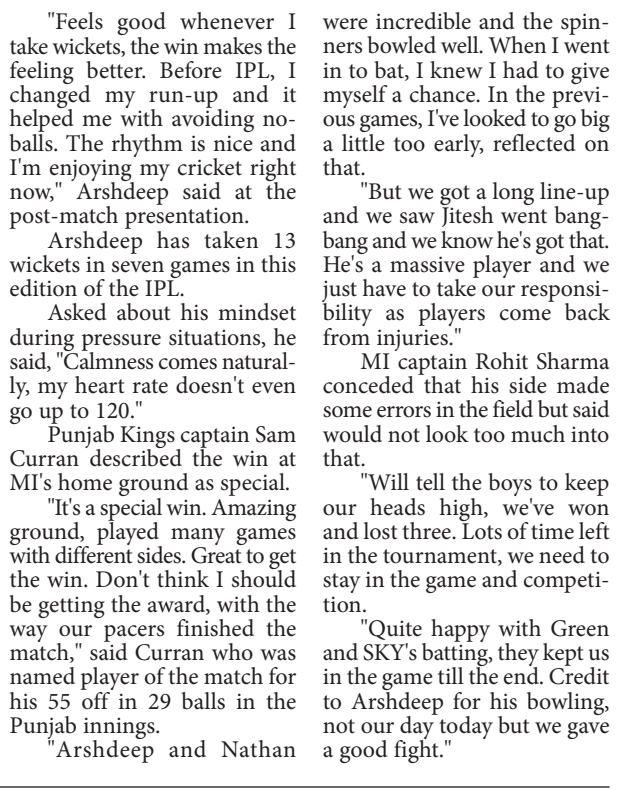 "Feels good whenever I
take wickets, the win makes the
feeling better. Before IPL, I
changed my run-up and it
helped me with avoiding no-
balls. The rhythm is nice and
I'm enjoying my cricket right
now," Arshdeep said at the
post-match presentation.
Arshdeep has taken 13
wickets in seven games in this
edition of the IPL.
Asked about his mindset
during pressure situations, he
said, "Calmness comes natural-
ly, my heart rate doesn't even
go up to 120."
Punjab Kings captain Sam
Curran described the win at
MI's home ground as special.
"It's a special win. Amazing
ground, played many games
with different sides. Great to get
the win. Don't think I should
be getting the award, with the
way our pacers finished the
match," said Curran who was
named player of the match for
his 55 off in 29 balls in the
Punjab innings.
"Arshdeep and Nathan
were incredible and the spin-
ners bowled well. When I went
in to bat, I knew I had to give
myself a chance. In the previ-
ous games, I've looked to go big
a little too early, reflected on
that.
"But we got a long line-up
and we saw Jitesh went bang-
bang and we know he's got that.
He's a massive player and we
just have to take our responsi-
bility as players come back
from injuries."
MI captain Rohit Sharma
conceded that his side made
some errors in the field but said
would not look too much into
that.
"Will tell the boys to keep
our heads high, we've won
and lost three. Lots of time left
in the tournament, we need to
stay in the game and competi-
tion.
"Quite happy with Green
and SKY's batting, they kept us
in the game till the end. Credit
to Arshdeep for his bowling,
not our day today but we gave
a good fight."